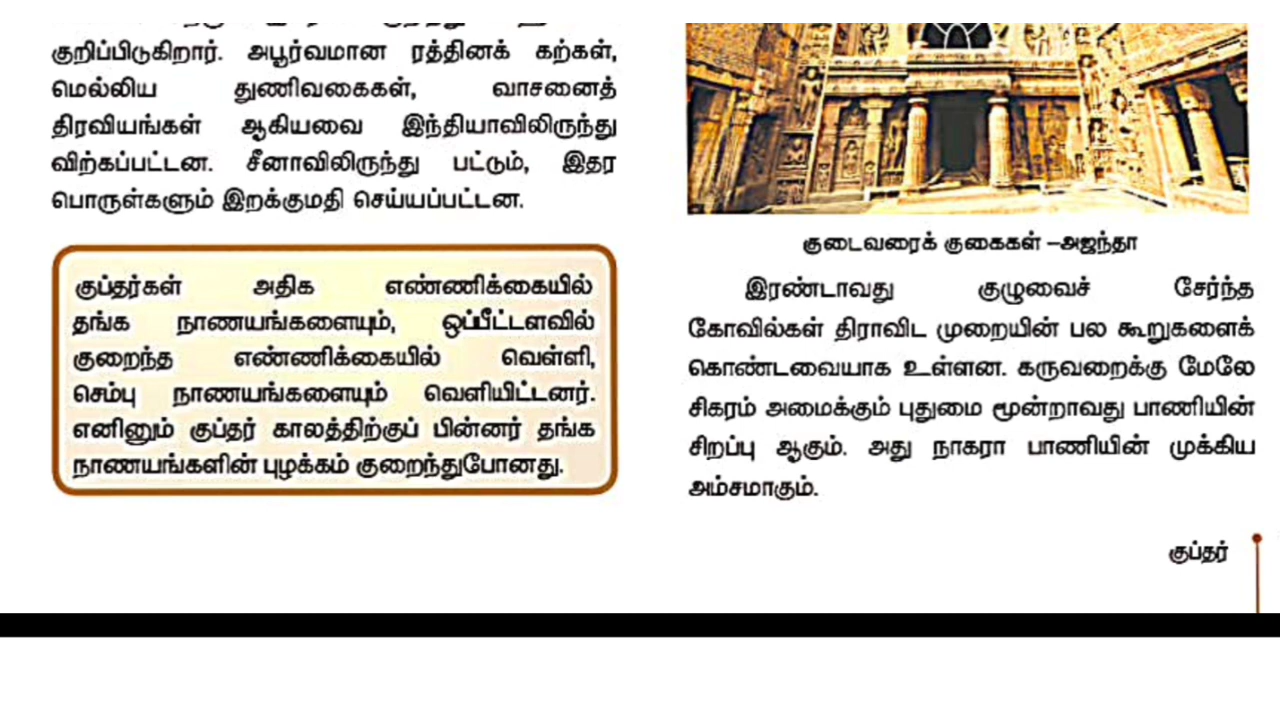 குறிப்பிடுகிறார். அபூர்வமான ரத்தினக் கற்கள்,
மெல்லிய துணிவகைகள், வாசனைத்
திரவியங்கள் ஆகியவை இந்தியாவிலிருந்து
விற்கப்பட்டன. சீனாவிலிருந்து பட்டும், இதர
பொருள்களும் இறக்குமதி செய்யப்பட்டன.
குப்தர்கள் அதிக எண்ணிக்கையில்
தங்க நாணயங்களையும், ஒப்பீட்டளவில்
குறைந்த எண்ணிக்கையில் வெள்ளி,
செம்பு நாணயங்களையும் வெளியிட்டனர்.
எனினும் குப்தர் காலத்திற்குப் பின்னர் தங்க
நாணயங்களின் புழக்கம் குறைந்துபோனது.
குடைவரைக் குகைகள் –அஜந்தா
இரண்டாவது குழுவைச் சேர்ந்த
கோவில்கள் திராவிட முறையின் பல கூறுகளைக்
கொண்டவையாக உள்ளன. கருவறைக்கு மேலே
சிகரம் அமைக்கும் புதுமை மூன்றாவது பாணியின்
சிறப்பு ஆகும். அது நாகரா பாணியின் முக்கிய
அம்சமாகும்.
குப்தர்